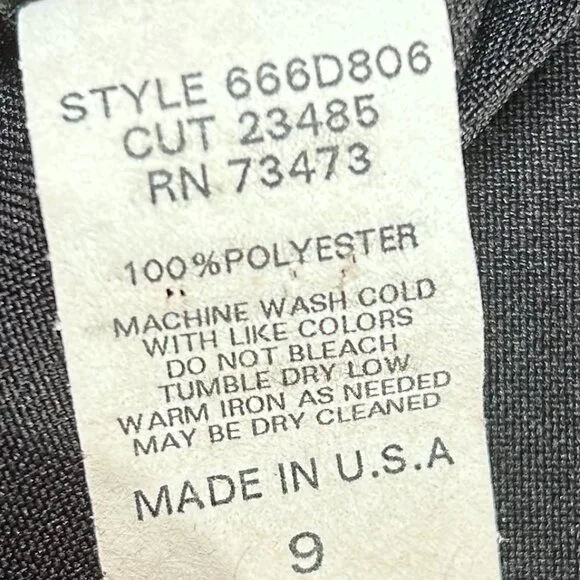 STYLE 666D806
CUT 23485
RN 73473
100%POLYESTER
MACHINE WASH COLD
WITH LIKE COLORS
DO NOT BLEACH
TUMBLE DRY LOW
WARM IRON AS NEEDED
MAY BE DRY CLEANED
MADE IN U.S.A
9